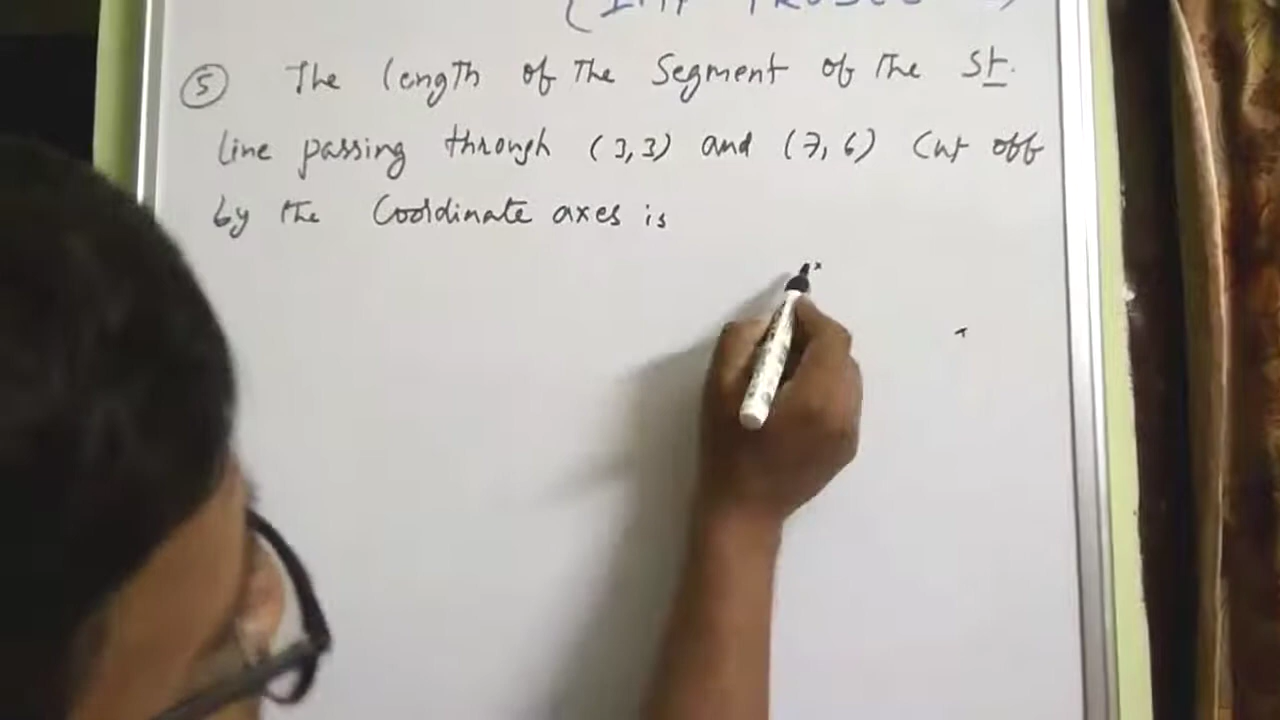 (5) The length of The Segment of The St.
line passing through (3,3) and (7,6) Cut off
by the Coordinate axes is